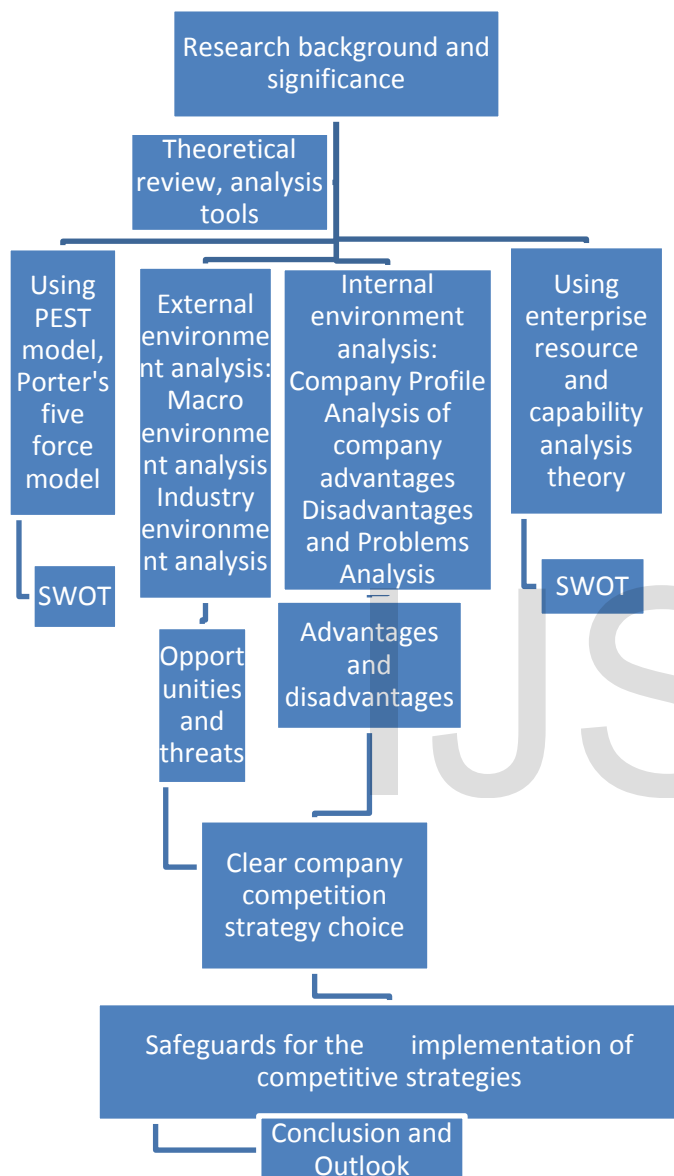 Research background and
significance
Theoretical
review, analysis
tools
Using
PEST
model,
Porter's
five
force
model
External
environme
nt analysis:
Macro
environme
nt analysis
Industry
environme
nt analysis
Internal
environment
analysis:
Company Profile
Analysis of
company
advantages
Disadvantages
and Problems
Analysis
Using
enterprise
resource
and
capability
analysis
theory
SWOT
SWOT
Opport
unities
and
threats
Advantages
and
disadvantages
IJS
Clear company
competition
strategy choice
Safeguards for the implementation of
competitive strategies
Conclusion and
Outlook